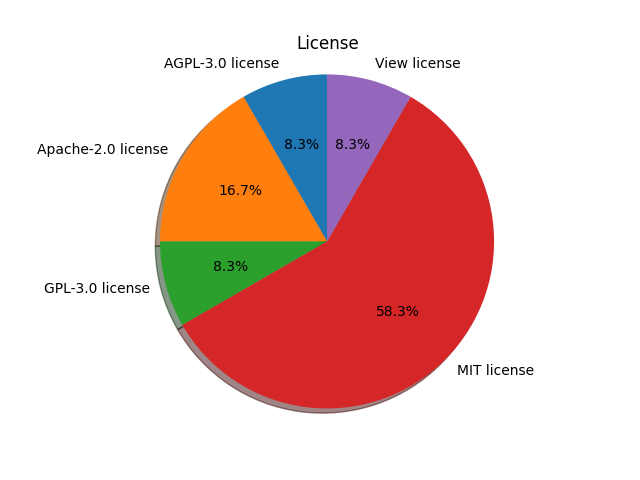 License
AGPL-3.0 license
View license
8.3%
8.3%
Apache-2.0 license
16.7%
8.3%
GPL-3.0 license
58.3%
MIT license